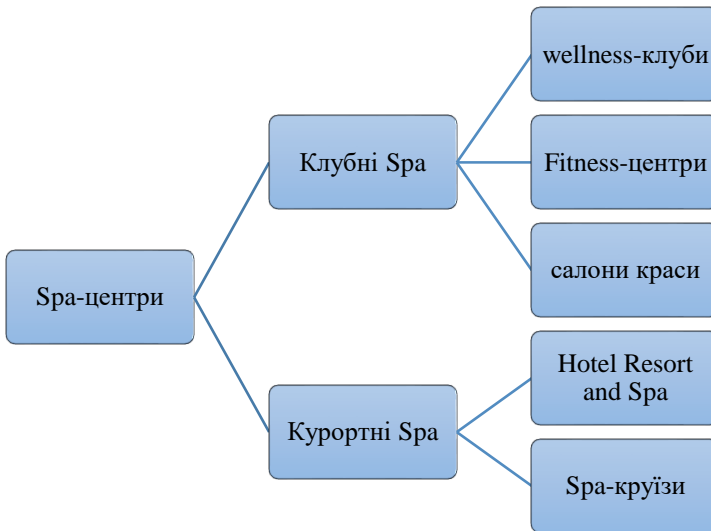 wellness-клуби
Клубні Spa
Fitness-центри
салони краси
Spa-центри
Hotel Resort
and Spa
Курортні Spa
Spa-круїзи